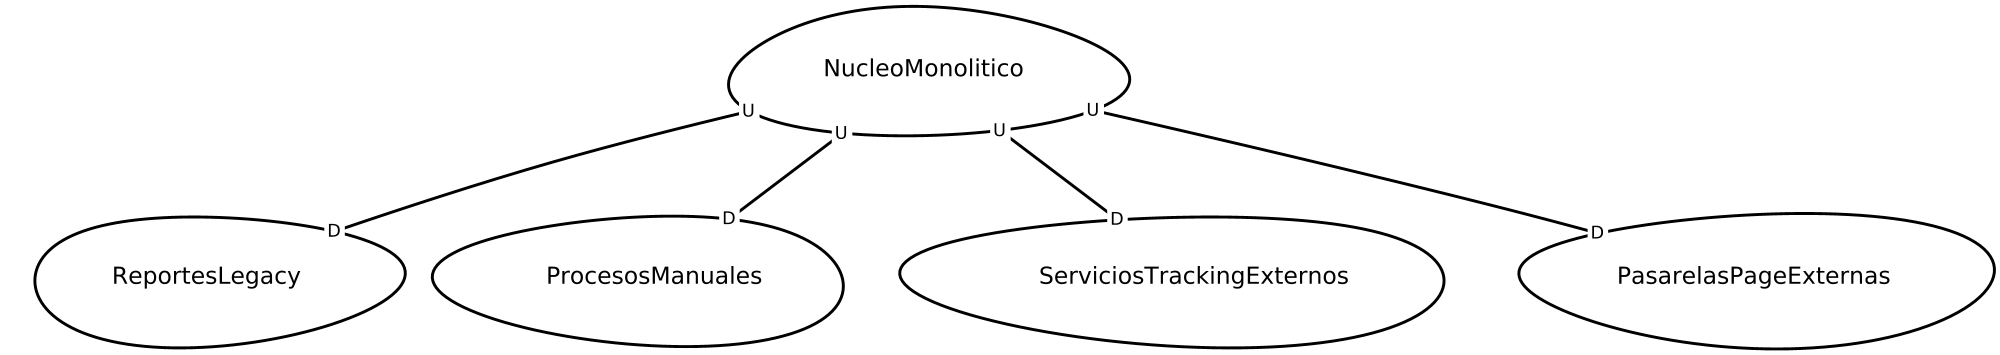 NucleoMonolitico
U
U
U
U
D
D
D
D
ReportesLegacy
ProcesosManuales
ServiciosTrackingExternos
PasarelasPageExternas